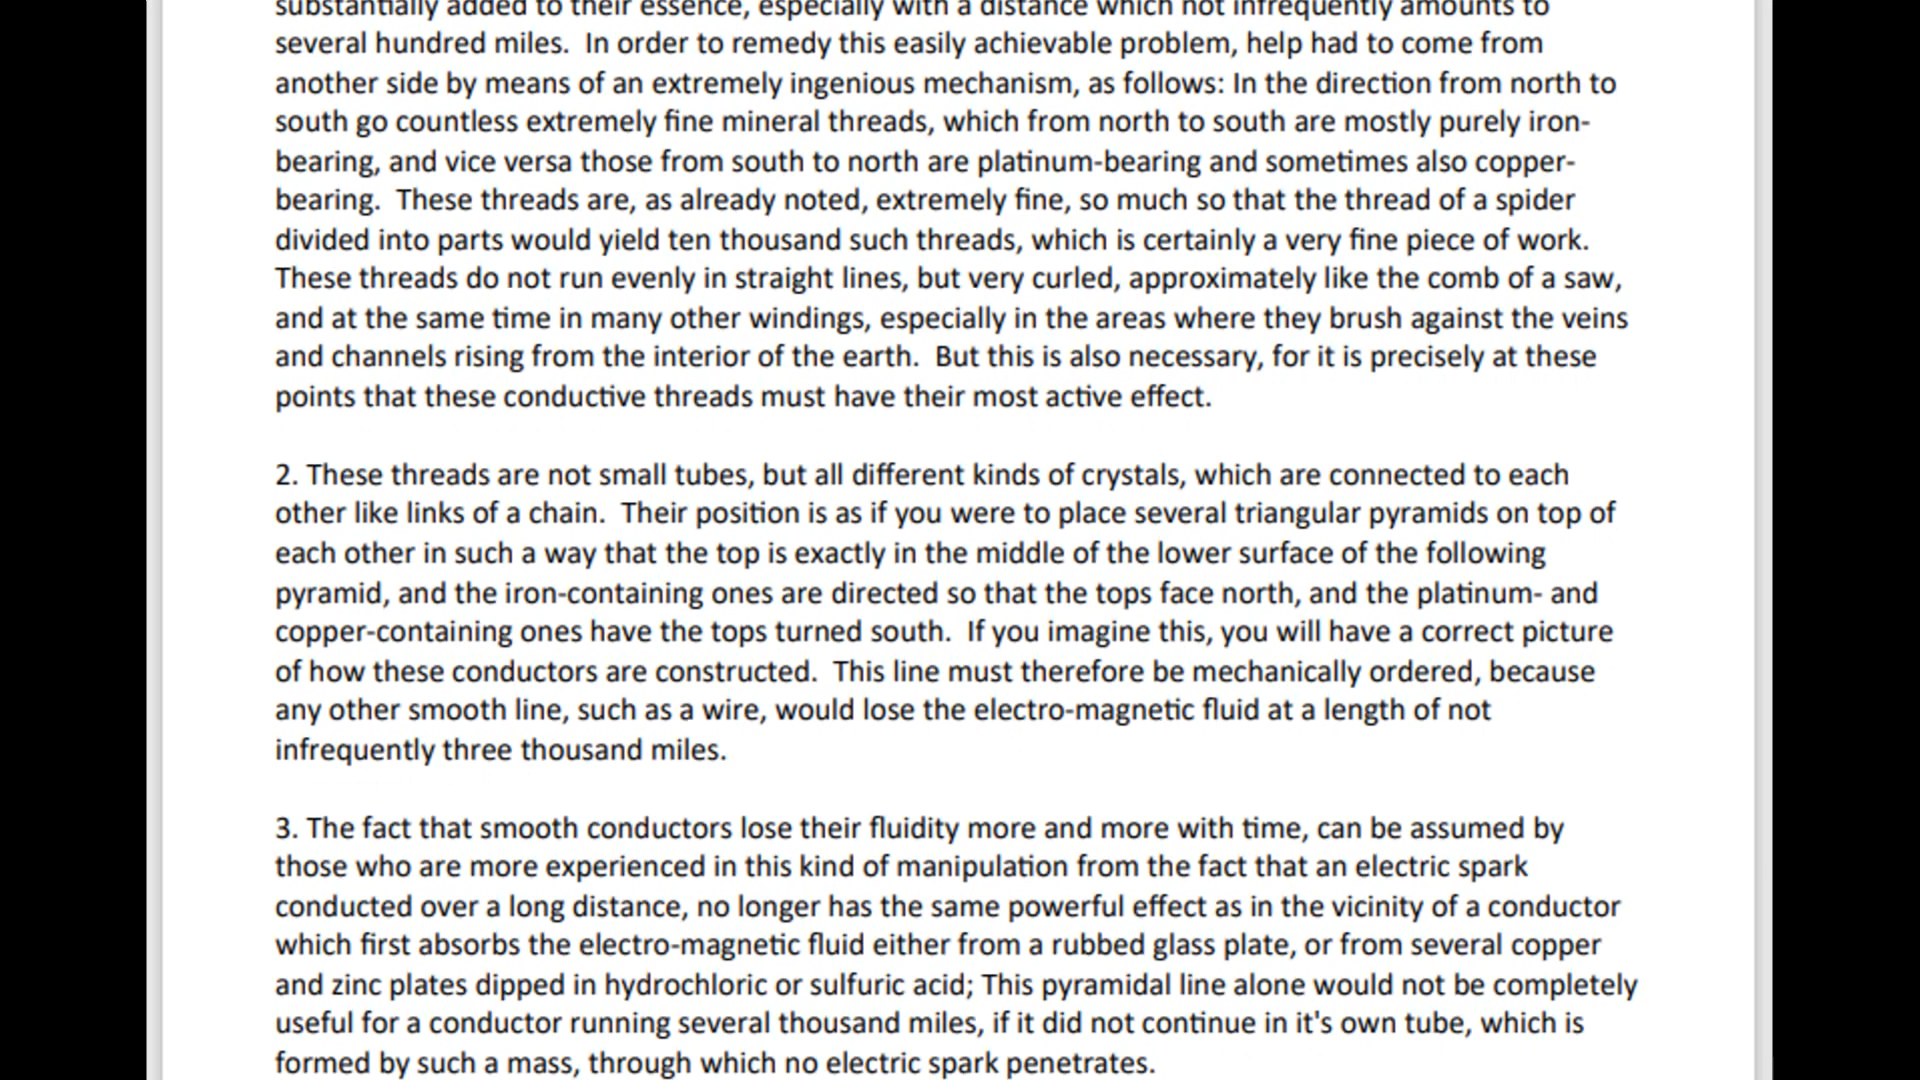 substantially added to their essence, especially with a distance which not infrequently amounts to
several hundred miles.  In order to remedy this easily achievable problem, help had to come from
another side by means of an extremely ingenious mechanism, as follows: In the direction from north to
south go countless extremely fine mineral threads, which from north to south are mostly purely iron-
bearing, and vice versa those from south to north are platinum-bearing and sometimes also copper-
bearing.  These threads are, as already noted, extremely fine, so much so that the thread of a spider
divided into parts would yield ten thousand such threads, which is certainly a very fine piece of work.
These threads do not run evenly in straight lines, but very curled, approximately like the comb of a saw,
and at the same time in many other windings, especially in the areas where they brush against the veins
and channels rising from the interior of the earth.  But this is also necessary, for it is precisely at these
points that these conductive threads must have their most active effect.
2. These threads are not small tubes, but all different kinds of crystals, which are connected to each
other like links of a chain.  Their position is as if you were to place several triangular pyramids on top of
each other in such a way that the top is exactly in the middle of the lower surface of the following
pyramid, and the iron-containing ones are directed so that the tops face north, and the platinum- and
copper-containing ones have the tops turned south.  If you imagine this, you will have a correct picture
of how these conductors are constructed.  This line must therefore be mechanically ordered, because
any other smooth line, such as a wire, would lose the electro-magnetic fluid at a length of not
infrequently three thousand miles.
3. The fact that smooth conductors lose their fluidity more and more with time, can be assumed by
those who are more experienced in this kind of manipulation from the fact that an electric spark
conducted over a long distance, no longer has the same powerful effect as in the vicinity of a conductor
which first absorbs the electro-magnetic fluid either from a rubbed glass plate, or from several copper
and zinc plates dipped in hydrochloric or sulfuric acid; This pyramidal line alone would not be completely
useful for a conductor running several thousand miles, if it did not continue in it's own tube, which is
formed by such a mass, through which no electric spark penetrates.